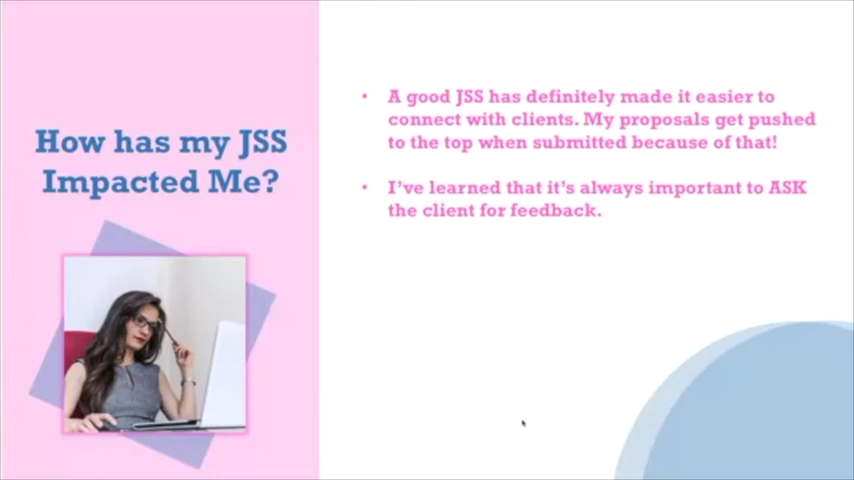 How has my JSS
Impacted Me?
• A good JSS has definitely made it easier to
connect with clients. My proposals get pushed
to the top when submitted because of that!
• I've learned that it's always important to ASK
the client for feedback.